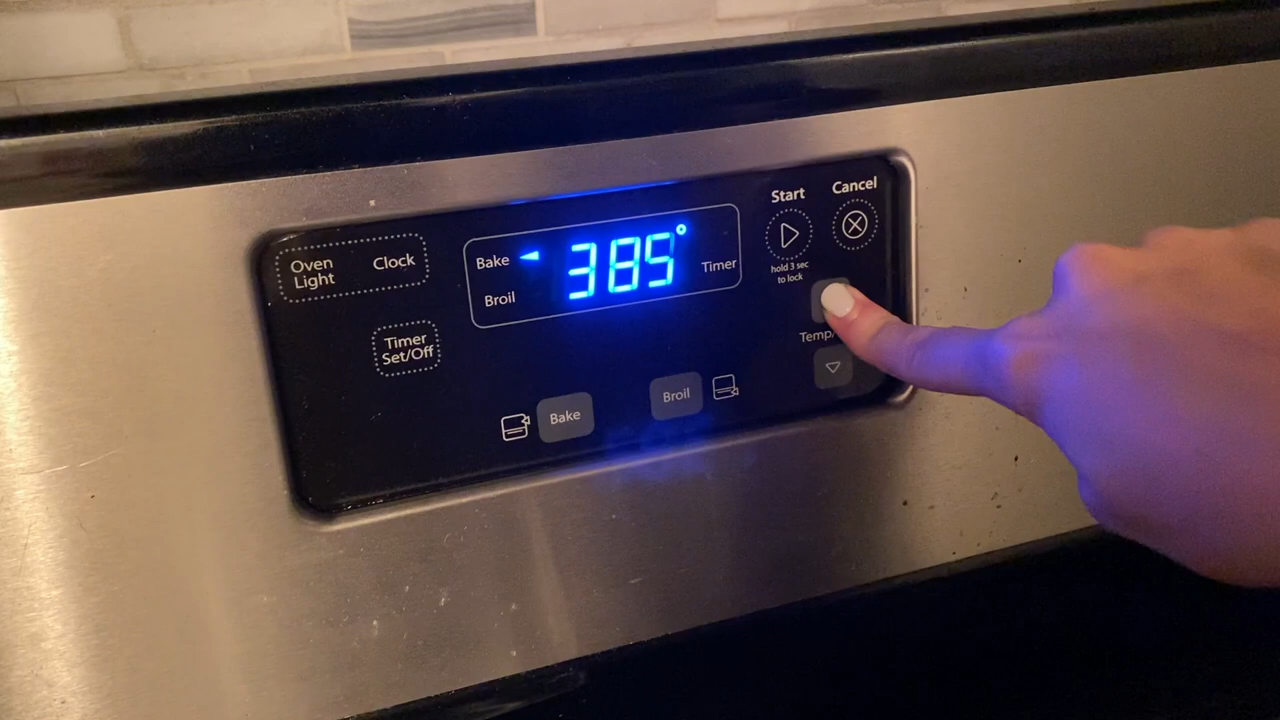 Oven
Light
Clock
Timer
Set/Off
Bake
Broil
385°
Timer
Start
hold 3 sec
to lock
Cancel
Temp/
Bake
Broil